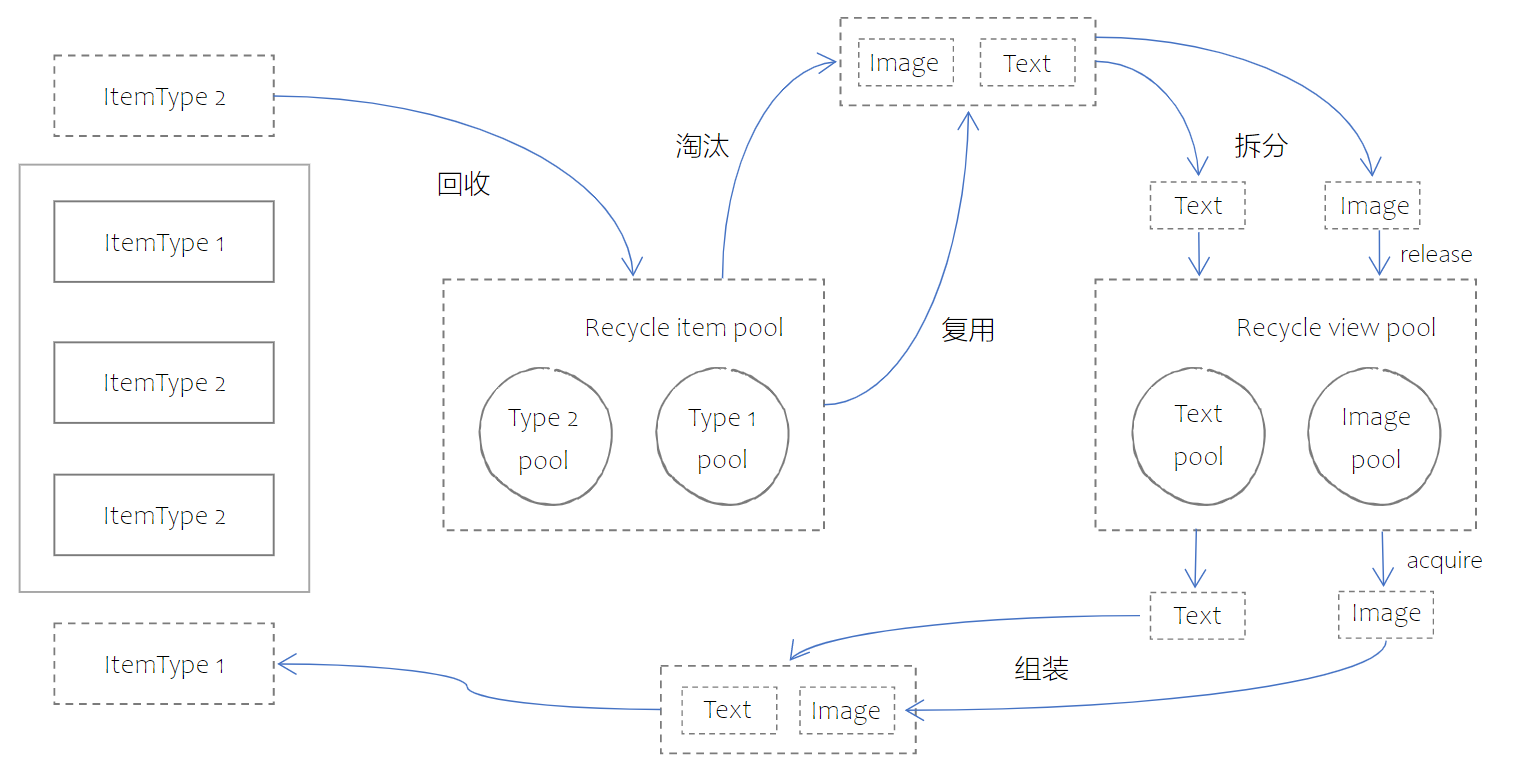 ItemType 2
ItemType 1
ItemType 2
ItemType 2
ItemType 1
回收
淘汰
Recycle item pool
Type 2
pool
Type 1
pool
复用
Image
Text
拆分
Text
Image
release
Recycle view pool
Text
pool
Image
pool
acquire
Text
Image
组装
Text
Image